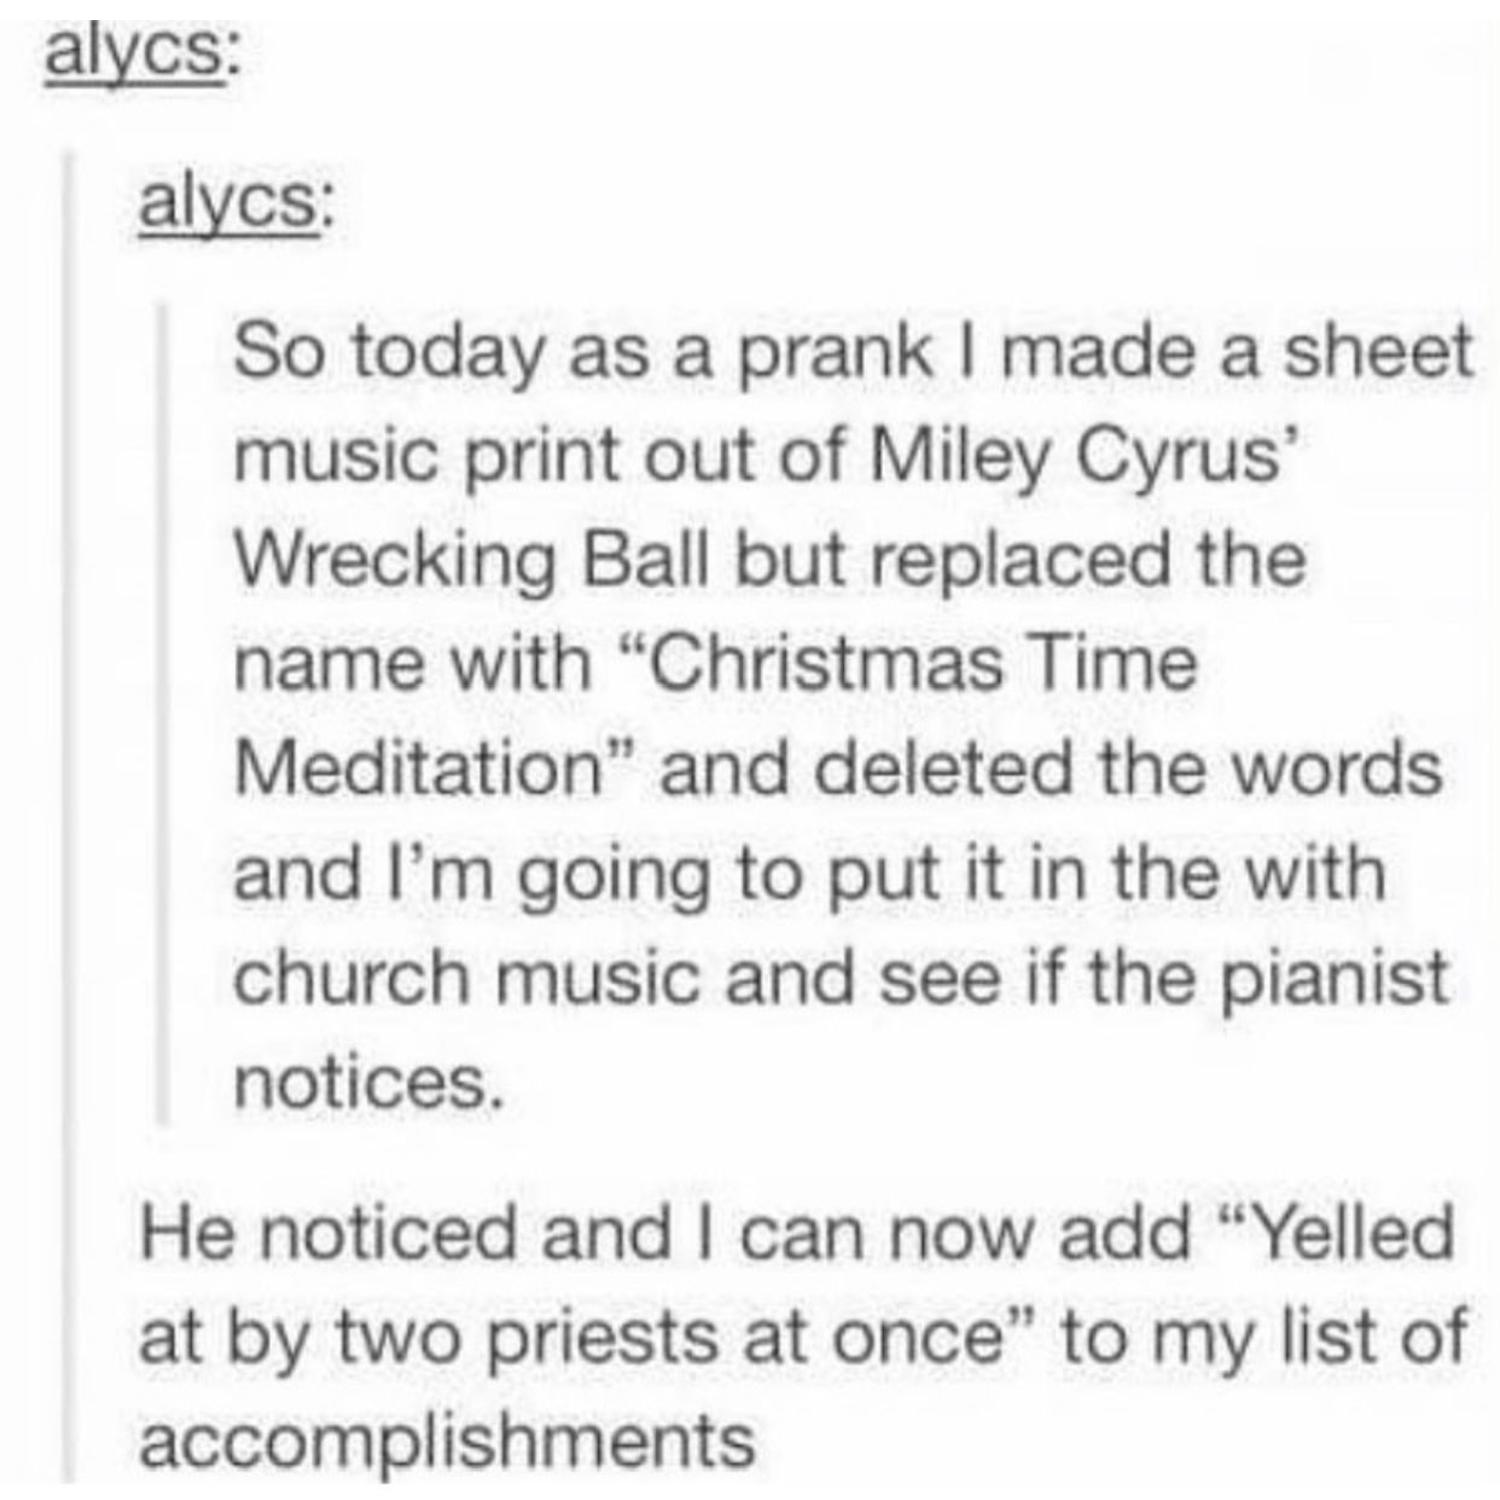 alycs:
alycs:
So today as a prank I made a sheet
music print out of Miley Cyrus’
Wrecking Ball but replaced the
name with “Christmas Time
Meditation” and deleted the words
and I’m going to put it in the with
church music and see if the pianist
notices.
He noticed and I can now add “Yelled
at by two priests at once” to my list of
accomplishments